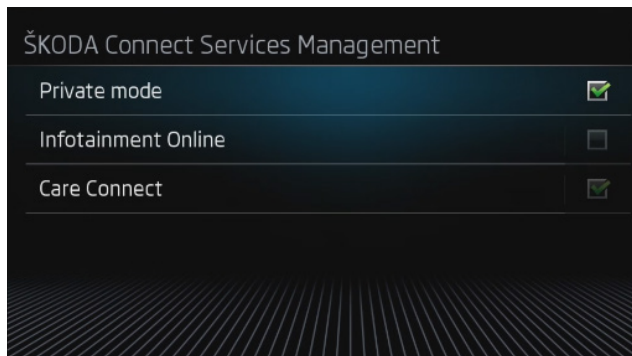 ŠKODA Connect Services Management
Private mode
Infotainment Online
Care Connect